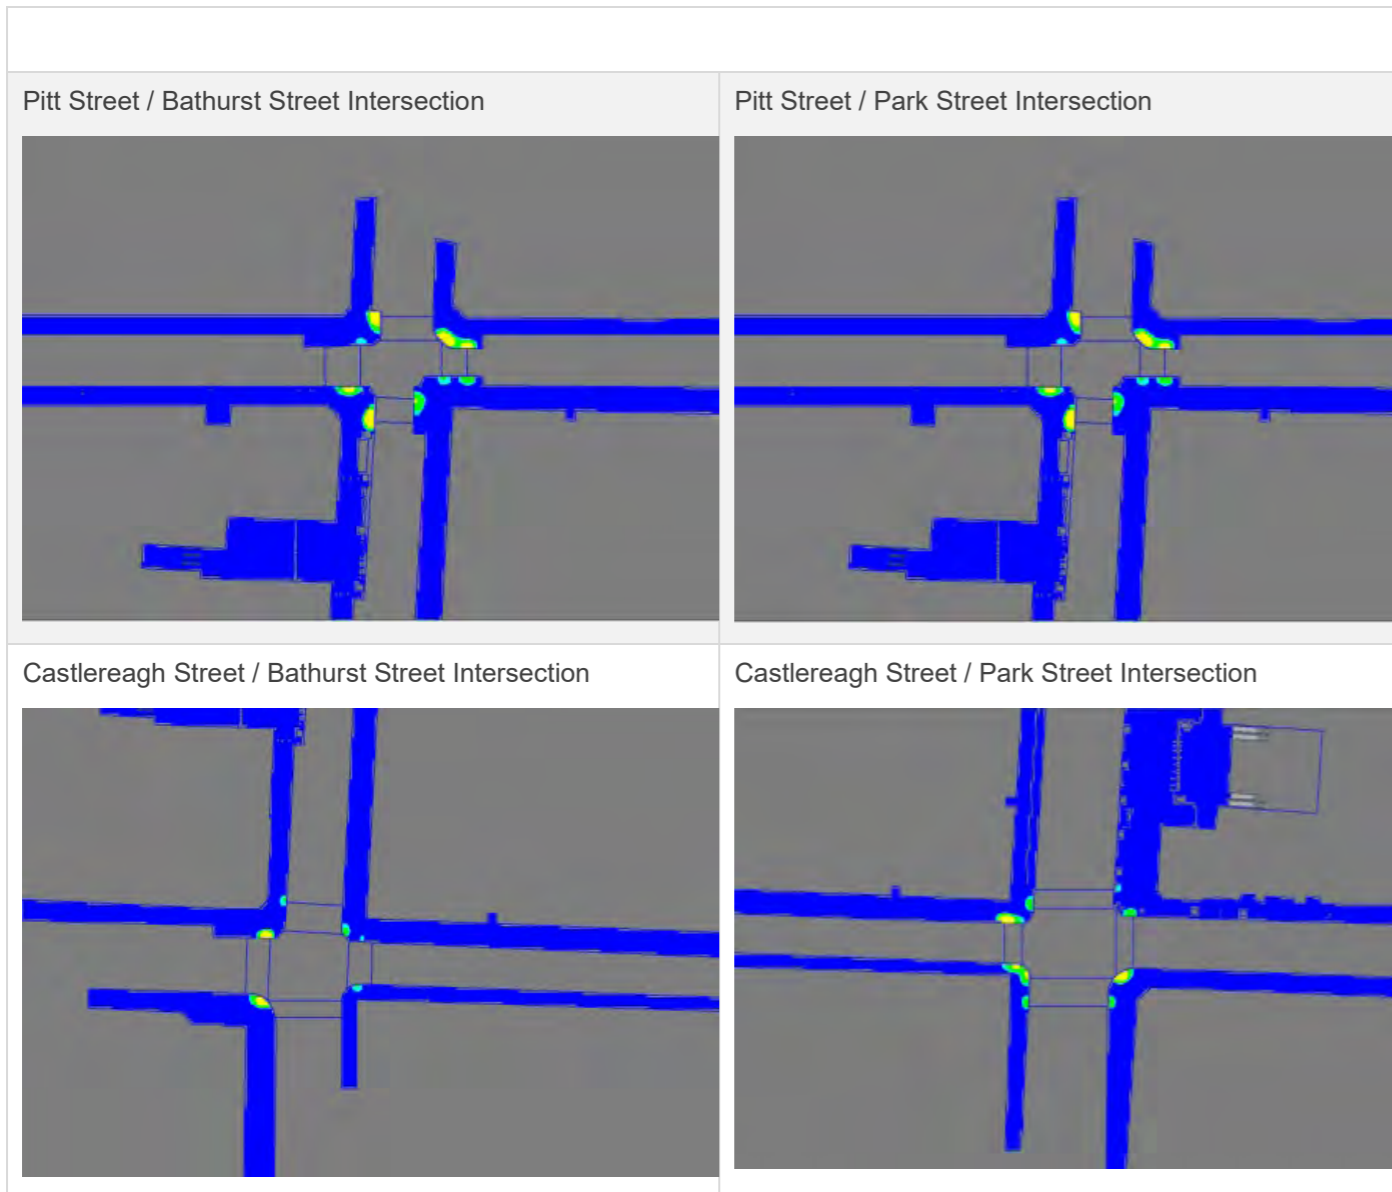 Pitt Street / Bathurst Street Intersection
Pitt Street / Park Street Intersection
Castlereagh Street / Bathurst Street Intersection
Castlereagh Street / Park Street Intersection